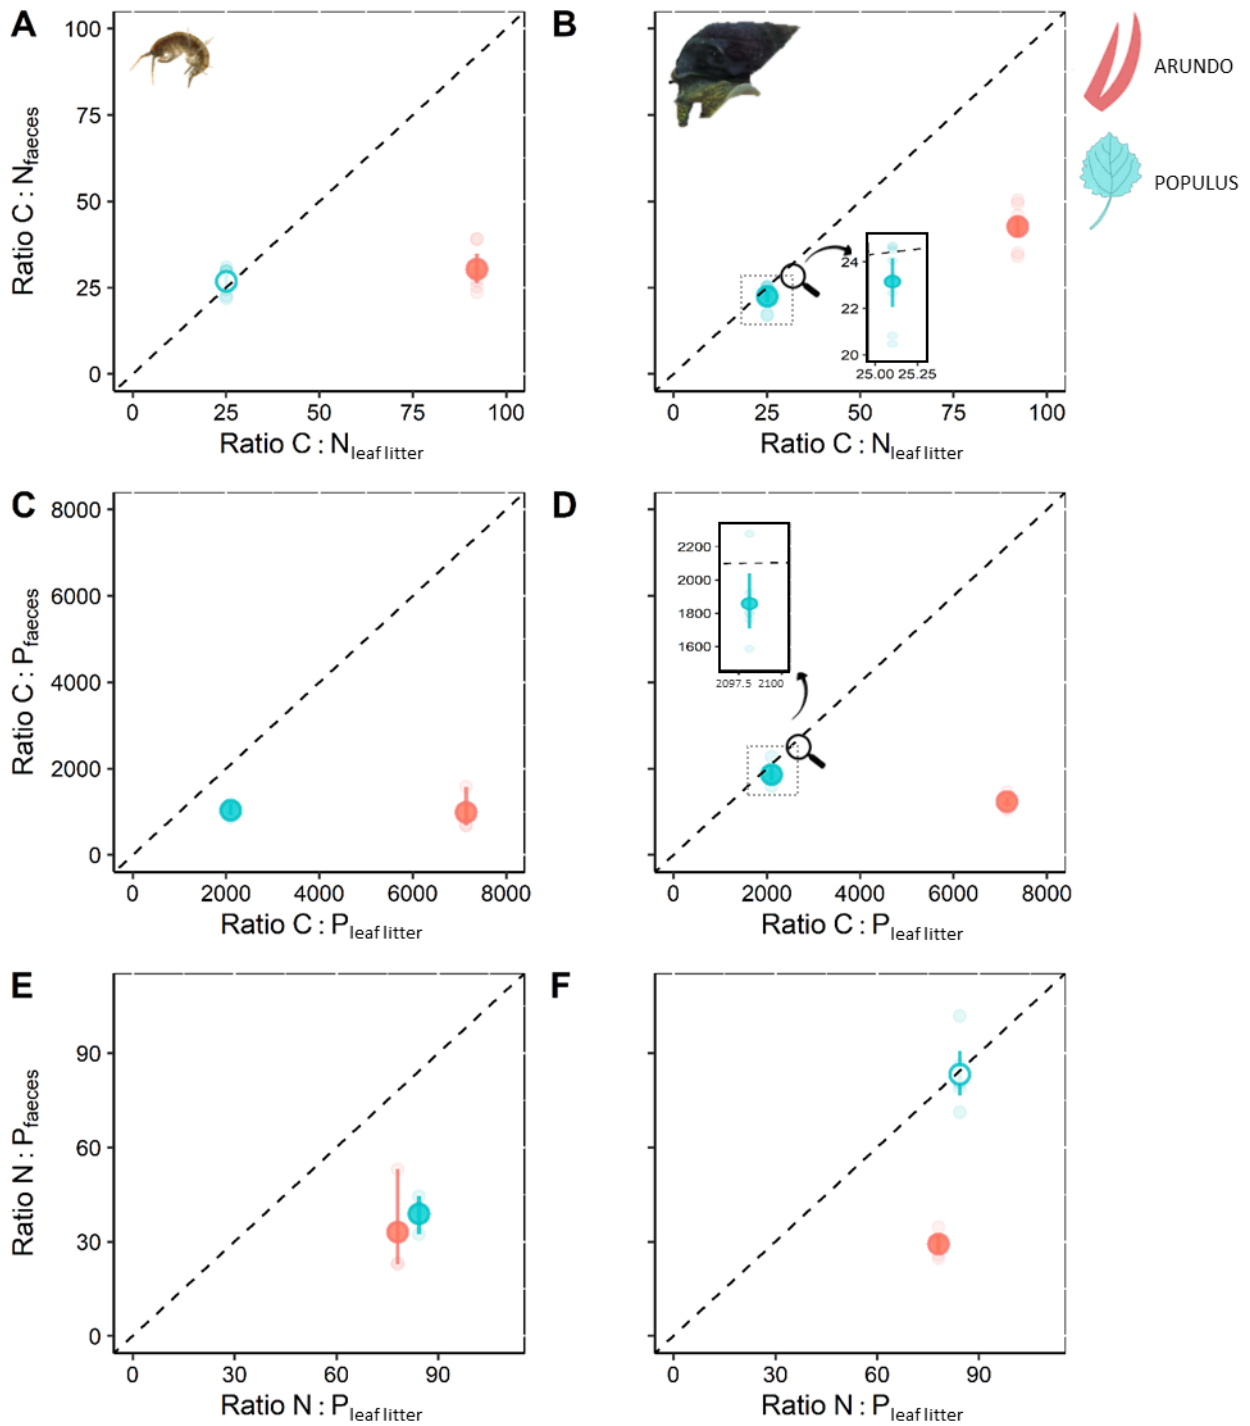 A
B
ARUNDO
POPULUS
Ratio C : Nfaeces
100
75
50
25
0
0 25 50 75 100
Ratio C : Nleaf litter
24
22
20
25.00 25.25
0 25 50 75 100
Ratio C : Nleaf litter
C
D
Ratio C : Pfaeces
8000
6000
4000
2000
0
0 2000 4000 6000 8000
Ratio C : Pleaf litter
2200
2000
1800
1600
2097.5 2100
0 2000 4000 6000 8000
Ratio C : Pleaf litter
E
F
Ratio N : Pfaeces
90
60
30
0
0 30 60 90
Ratio N : Pleaf litter
0 30 60 90
Ratio N : Pleaf litter